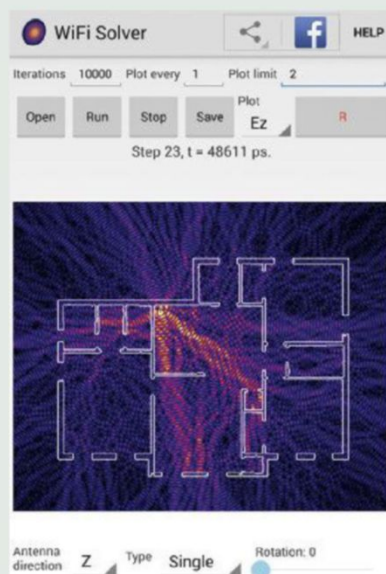 WiFi Solver HELP
Iterations 10000 Plot every 1 Plot limit 2
Open Run Stop Save Plot Ez R
Step 23, t = 48611 ps.
Antenna direction Z Type Single Rotation: 0